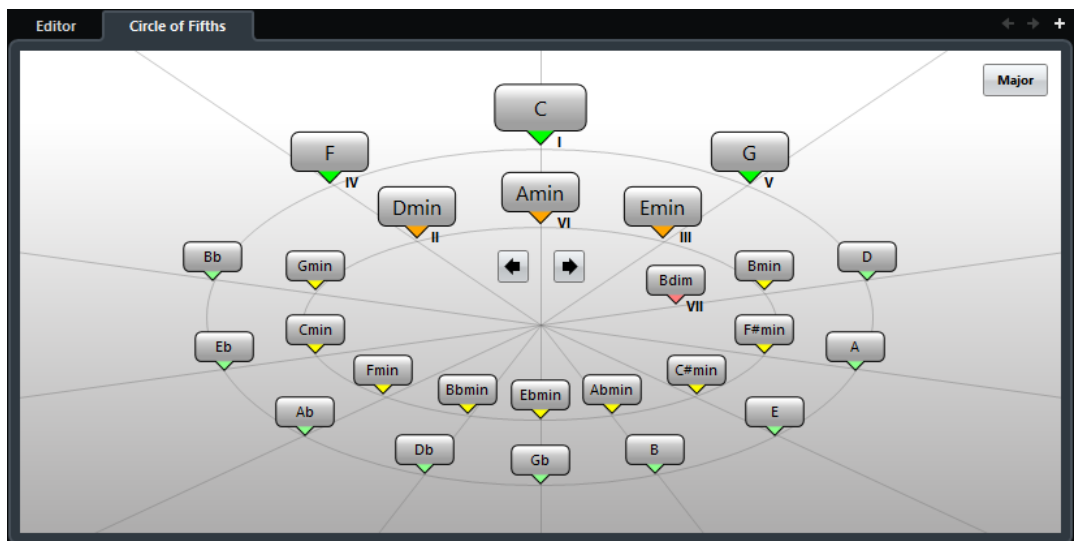 Editor Circle of Fifths
Major
C
I
F G
IV V
Amin
Dmin Emin
VI
II III
Bb D
Gmin Bmin
Bdim
VII
Cmin F#min
Eb A
Fmin C#min
Bbmin Ebmin Abmin
Ab E
Db B
Gb